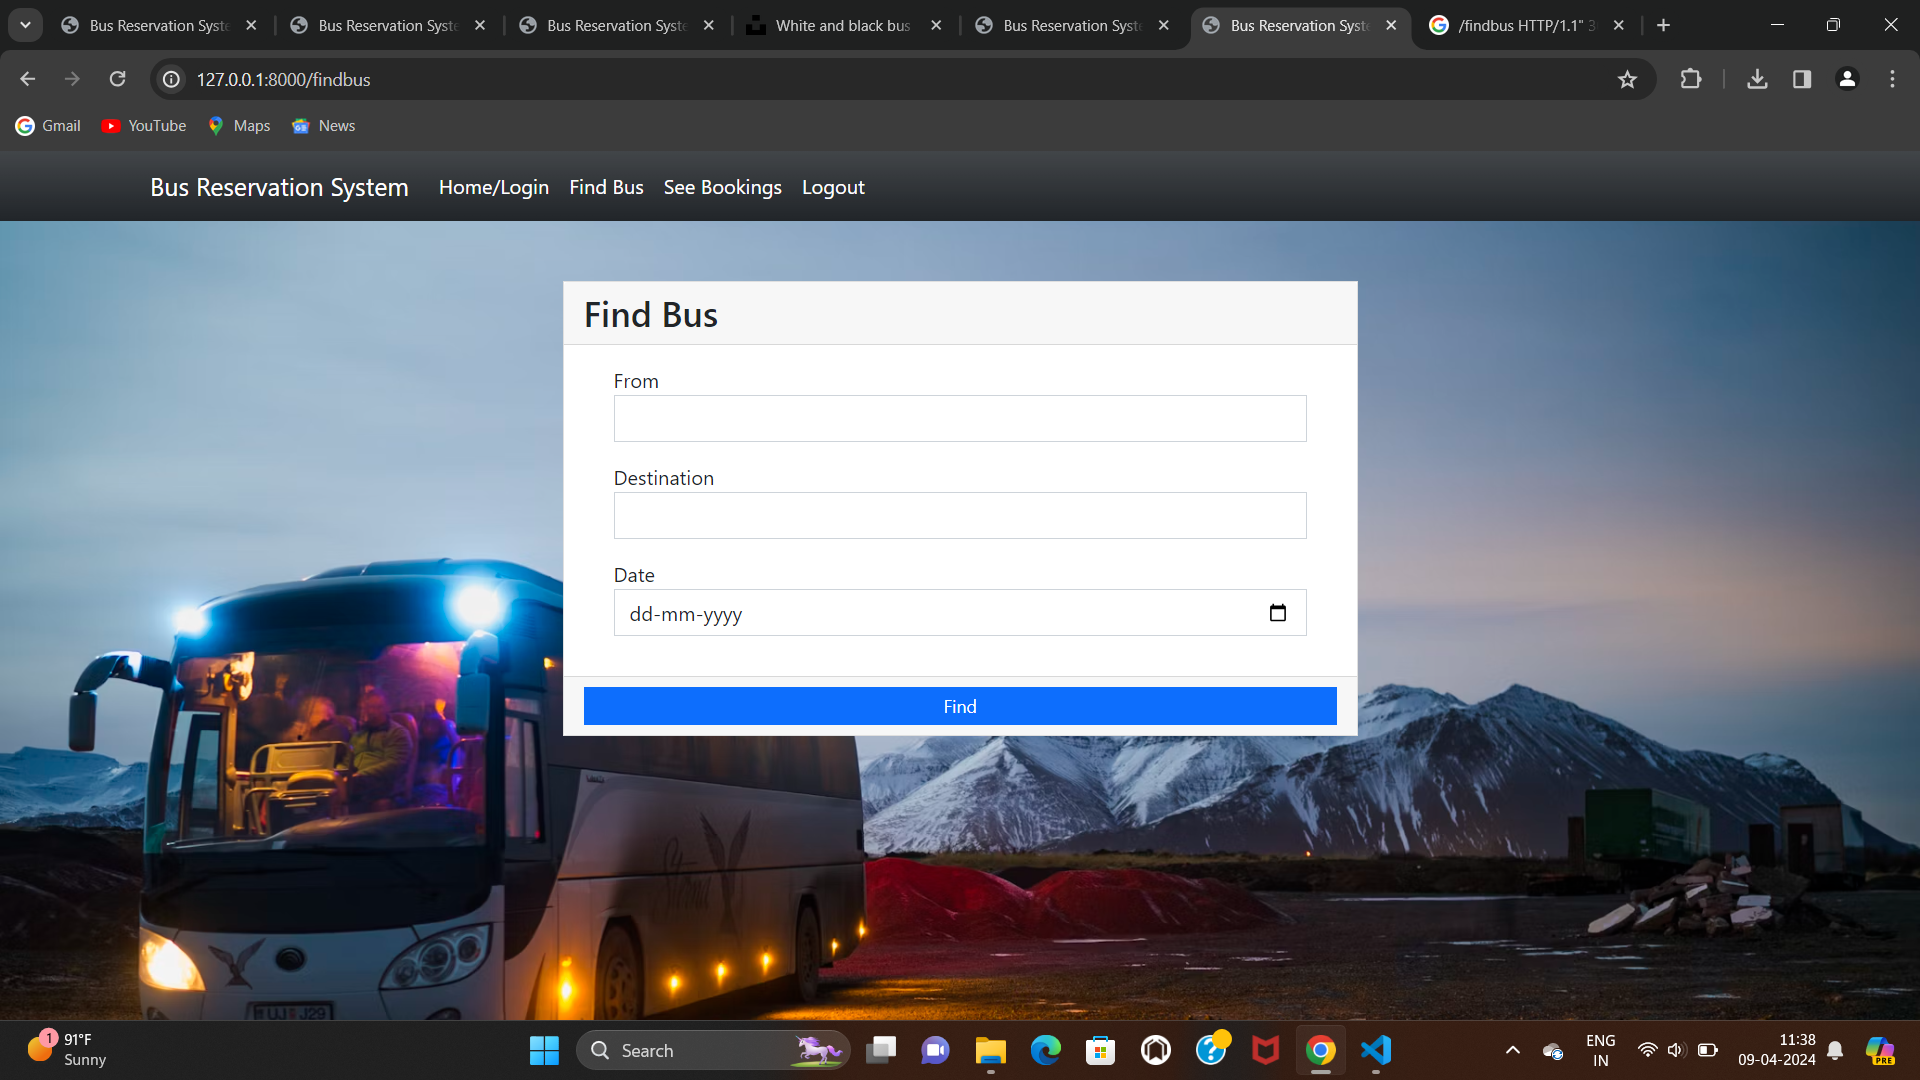 Bus Reservation Syste
Bus Reservation Syste
Bus Reservation Syste
White and black bus
Bus Reservation Syste
Bus Reservation Syste
/findbus HTTP/1.1" 3
127.0.0.1:8000/findbus
Gmail
YouTube
Maps
News
Bus Reservation System
Home/Login
Find Bus
See Bookings
Logout
Find Bus
From
Destination
Date
dd-mm-yyyy
Find
1
91°F
Sunny
Search
ENG
IN
11:38
09-04-2024
PRE